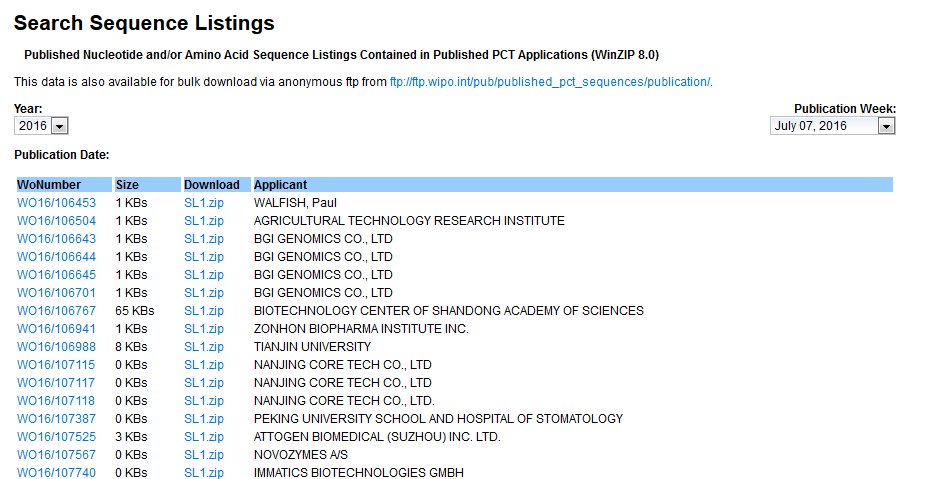 Search Sequence Listings
Published Nucleotide and/or Amino Acid Sequence Listings Contained in Published PCT Applications (WinZIP 8.0)
This data is also available for bulk download via anonymous ftp from ftp://ftp.wipo.int/pub/published_pct_sequences/publication/.
Year: Publication Week:
2016 July 07, 2016
Publication Date:
WoNumber Size Download Applicant
WO16/106453 1 KBs SL1.zip WALFISH, Paul
WO16/106504 1 KBs SL1.zip AGRICULTURAL TECHNOLOGY RESEARCH INSTITUTE
WO16/106643 1 KBs SL1.zip BGI GENOMICS CO., LTD
WO16/106644 1 KBs SL1.zip BGI GENOMICS CO., LTD
WO16/106645 1 KBs SL1.zip BGI GENOMICS CO., LTD
WO16/106701 1 KBs SL1.zip BGI GENOMICS CO., LTD
WO16/106767 65 KBs SL1.zip BIOTECHNOLOGY CENTER OF SHANDONG ACADEMY OF SCIENCES
WO16/106941 1 KBs SL1.zip ZONHON BIOPHARMA INSTITUTE INC.
WO16/106988 8 KBs SL1.zip TIANJIN UNIVERSITY
WO16/107115 0 KBs SL1.zip NANJING CORE TECH CO., LTD
WO16/107117 0 KBs SL1.zip NANJING CORE TECH CO., LTD
WO16/107118 0 KBs SL1.zip NANJING CORE TECH CO., LTD.
WO16/107387 0 KBs SL1.zip PEKING UNIVERSITY SCHOOL AND HOSPITAL OF STOMATOLOGY
WO16/107525 3 KBs SL1.zip ATTOGEN BIOMEDICAL (SUZHOU) INC. LTD.
WO16/107567 0 KBs SL1.zip NOVOZYMES A/S
WO16/107740 0 KBs SL1.zip IMMATICS BIOTECHNOLOGIES GMBH